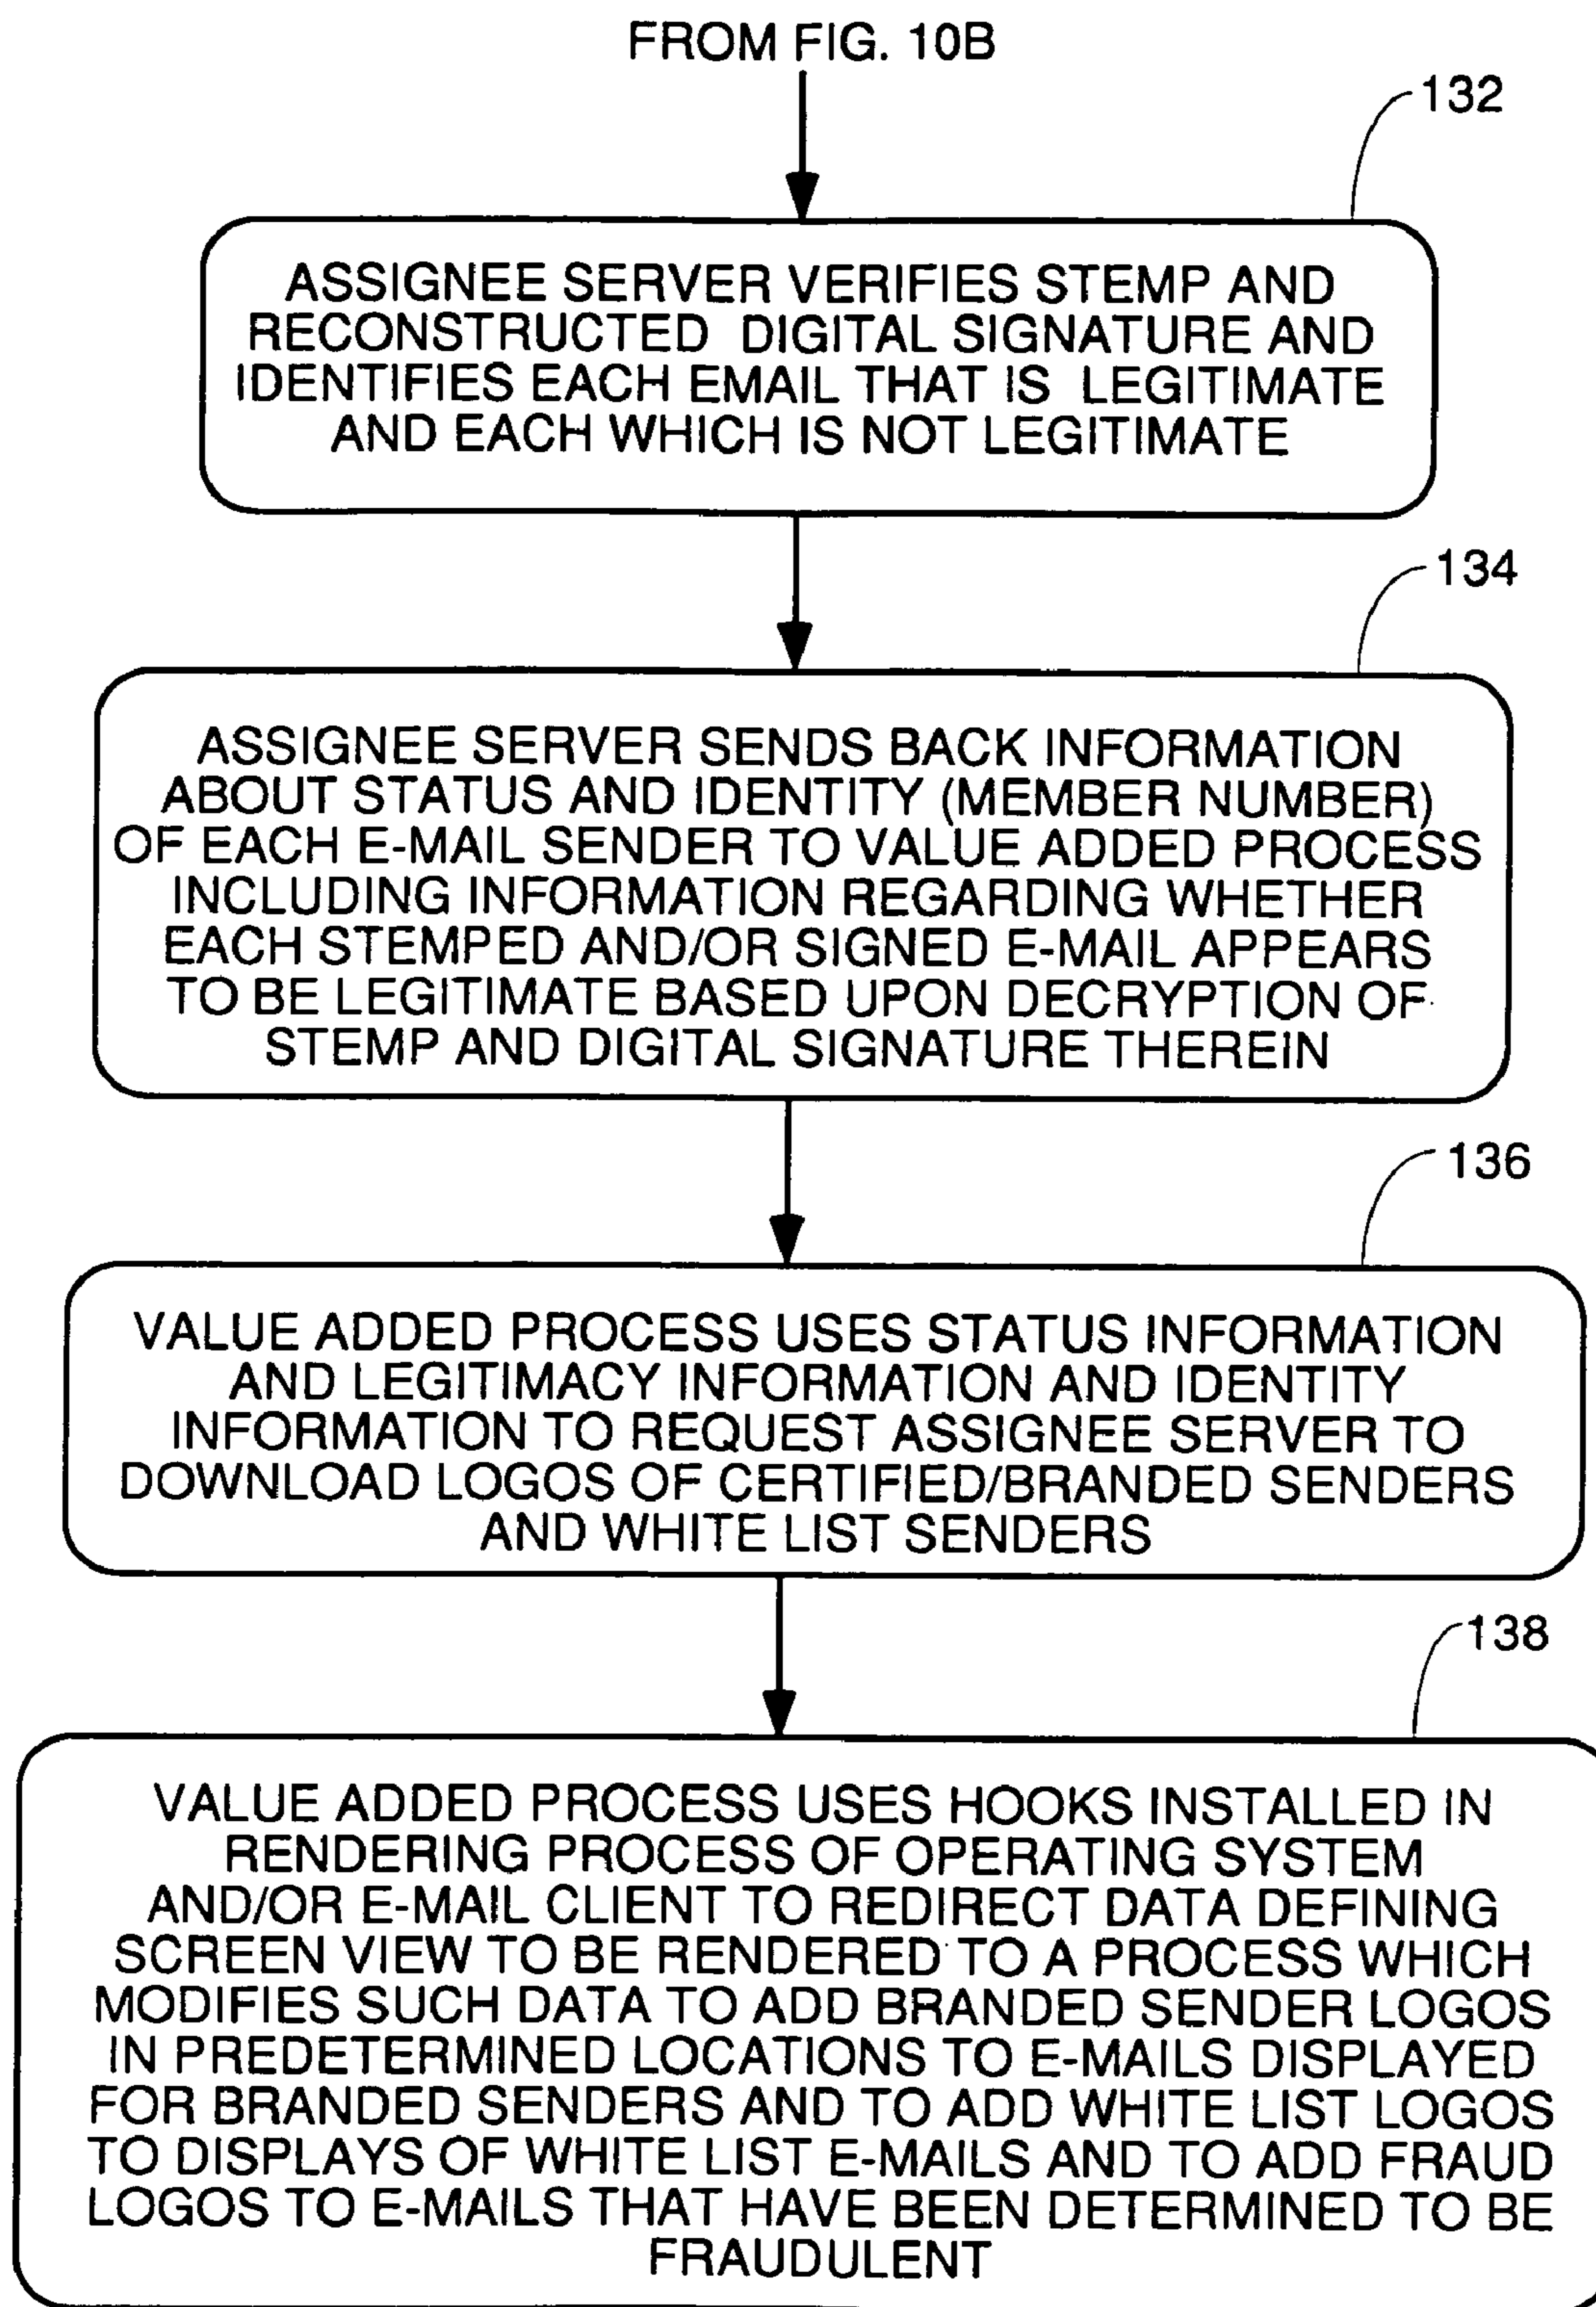 FROM FIG. 10B
132
ASSIGNEE SERVER VERIFIES STEMP AND
RECONSTRUCTED DIGITAL SIGNATURE AND
IDENTIFIES EACH EMAIL THAT IS LEGITIMATE
AND EACH WHICH IS NOT LEGITIMATE
134
ASSIGNEE SERVER SENDS BACK INFORMATION
ABOUT STATUS AND IDENTITY (MEMBER NUMBER)
OF EACH E-MAIL SENDER TO VALUE ADDED PROCESS
INCLUDING INFORMATION REGARDING WHETHER
EACH STEMPED AND/OR SIGNED E-MAIL APPEARS
TO BE LEGITIMATE BASED UPON DECRYPTION OF
STEMP AND DIGITAL SIGNATURE THEREIN
136
VALUE ADDED PROCESS USES STATUS INFORMATION
AND LEGITIMACY INFORMATION AND IDENTITY
INFORMATION TO REQUEST ASSIGNEE SERVER TO
DOWNLOAD LOGOS OF CERTIFIED/BRANDED SENDERS
AND WHITE LIST SENDERS
138
VALUE ADDED PROCESS USES HOOKS INSTALLED IN
RENDERING PROCESS OF OPERATING SYSTEM
AND/OR E-MAIL CLIENT TO REDIRECT DATA DEFINING
SCREEN VIEW TO BE RENDERED TO A PROCESS WHICH
MODIFIES SUCH DATA TO ADD BRANDED SENDER LOGOS
IN PREDETERMINED LOCATIONS TO E-MAILS DISPLAYED
FOR BRANDED SENDERS AND TO ADD WHITE LIST LOGOS
TO DISPLAYS OF WHITE LIST E-MAILS AND TO ADD FRAUD
LOGOS TO E-MAILS THAT HAVE BEEN DETERMINED TO BE
FRAUDULENT